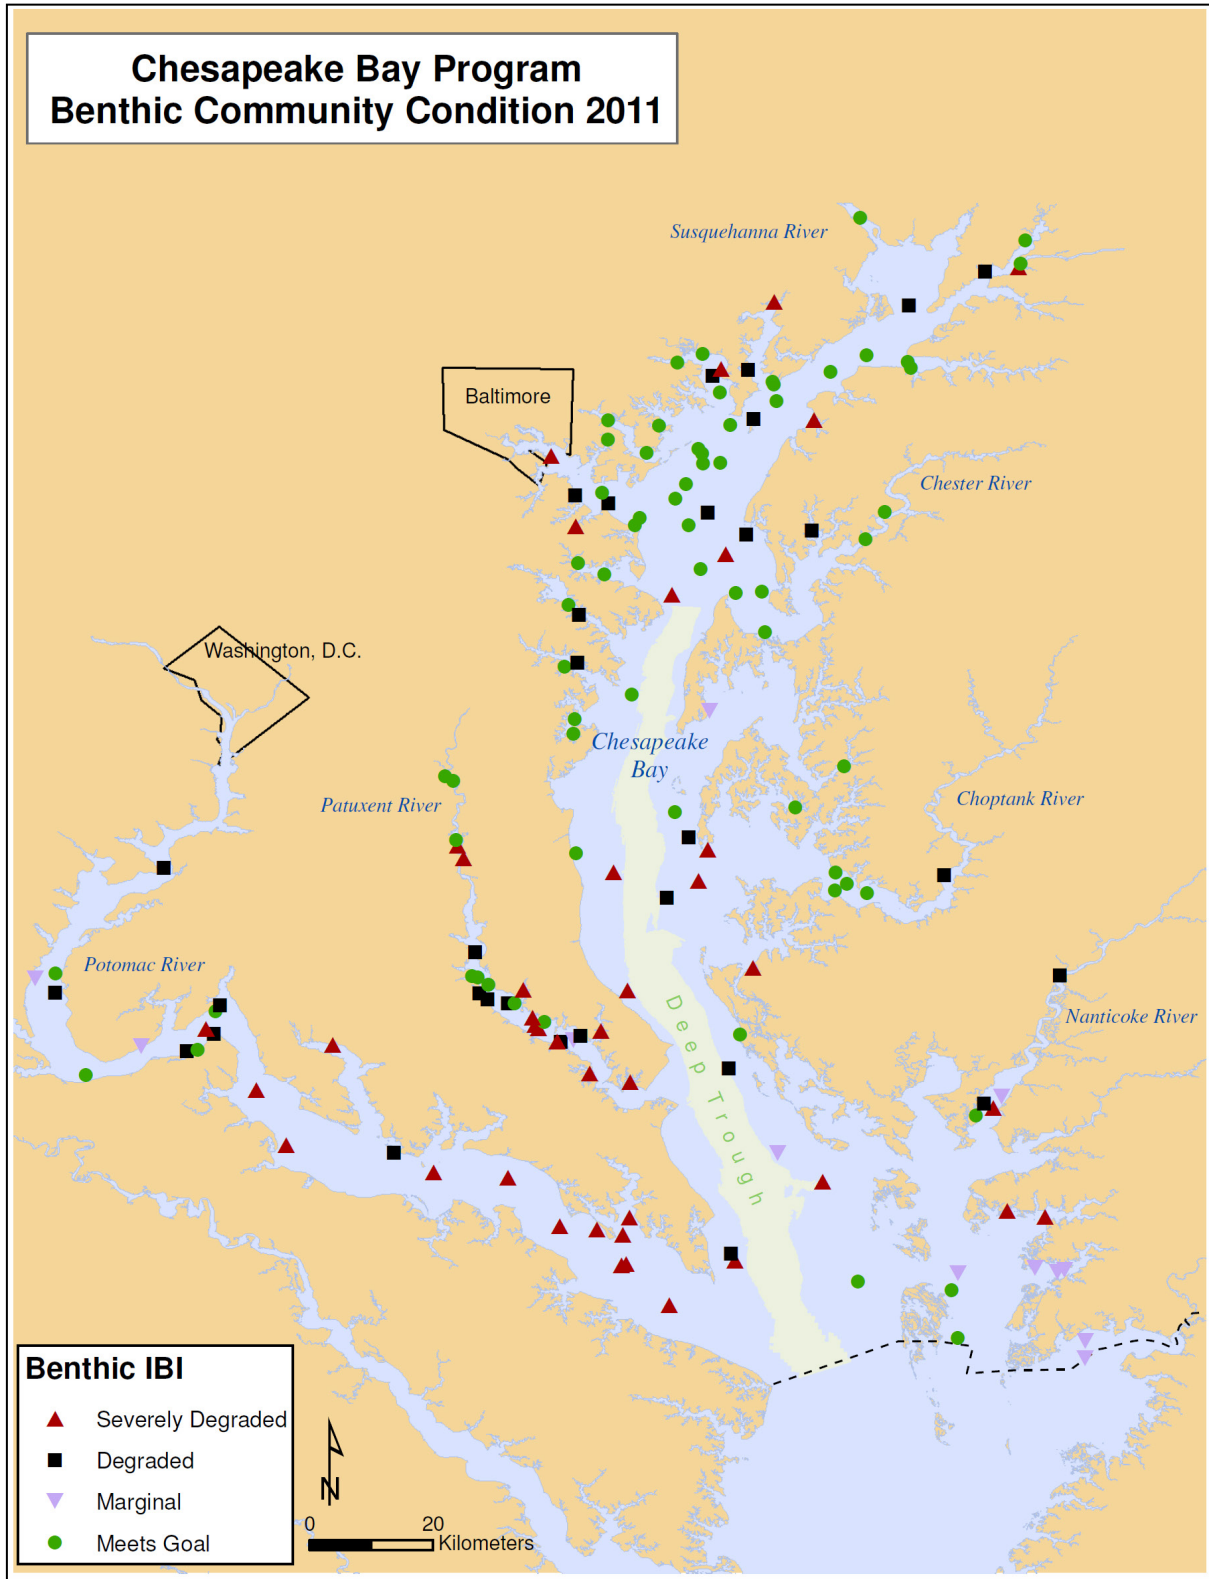 Chesapeake Bay Program
Benthic Community Condition 2011
Susquehanna River
Baltimore
Chester River
Washington, D.C.
Chesapeake
Bay
Patuxent River
Choptank River
Potomac River
Deep Trough
Nanticoke River
Benthic IBI
Severely Degraded
Degraded
Marginal
Meets Goal
N
0 20
Kilometers